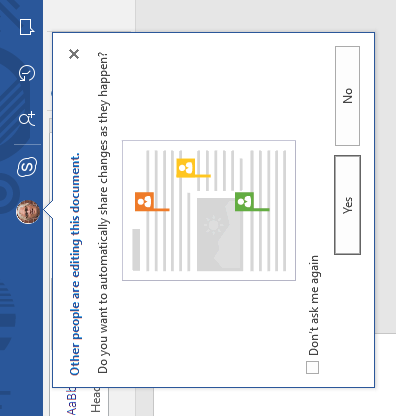 Other people are editing this document.
Do you want to automatically share changes as they happen?
Don't ask me again
Yes
No
AaBb
Head